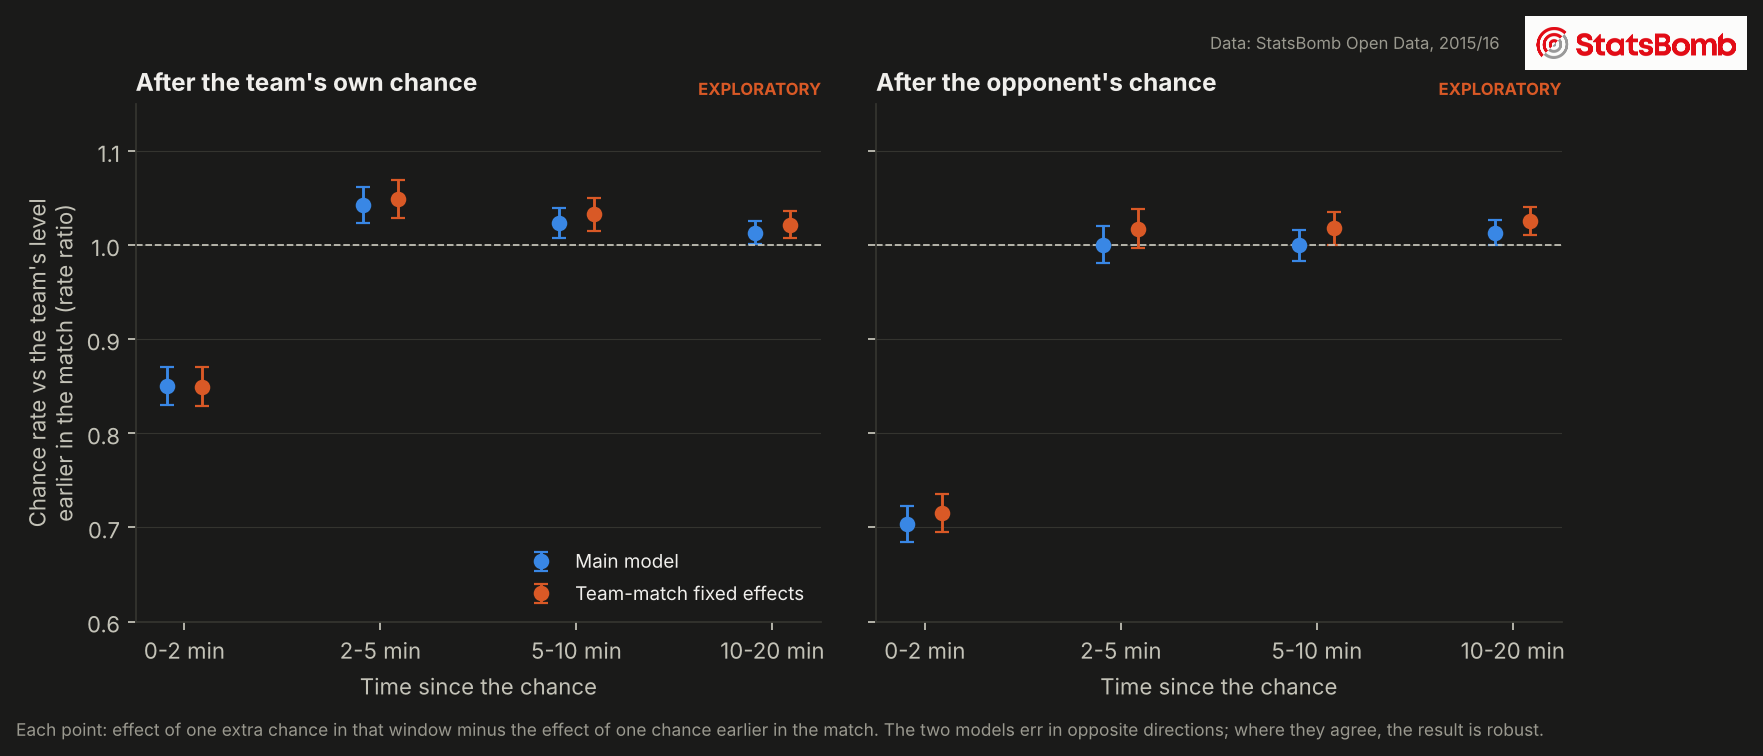 Data: StatsBomb Open Data, 2015/16
StatsBomb
After the team's own chance
EXPLORATORY
After the opponent's chance
EXPLORATORY
Chance rate vs the team's level
earlier in the match (rate ratio)
1.1
1.0
0.9
0.8
0.7
0.6
Main model
Team-match fixed effects
0-2 min
2-5 min
5-10 min
10-20 min
0-2 min
2-5 min
5-10 min
10-20 min
Time since the chance
Time since the chance
Each point: effect of one extra chance in that window minus the effect of one chance earlier in the match. The two models err in opposite directions; where they agree, the result is robust.